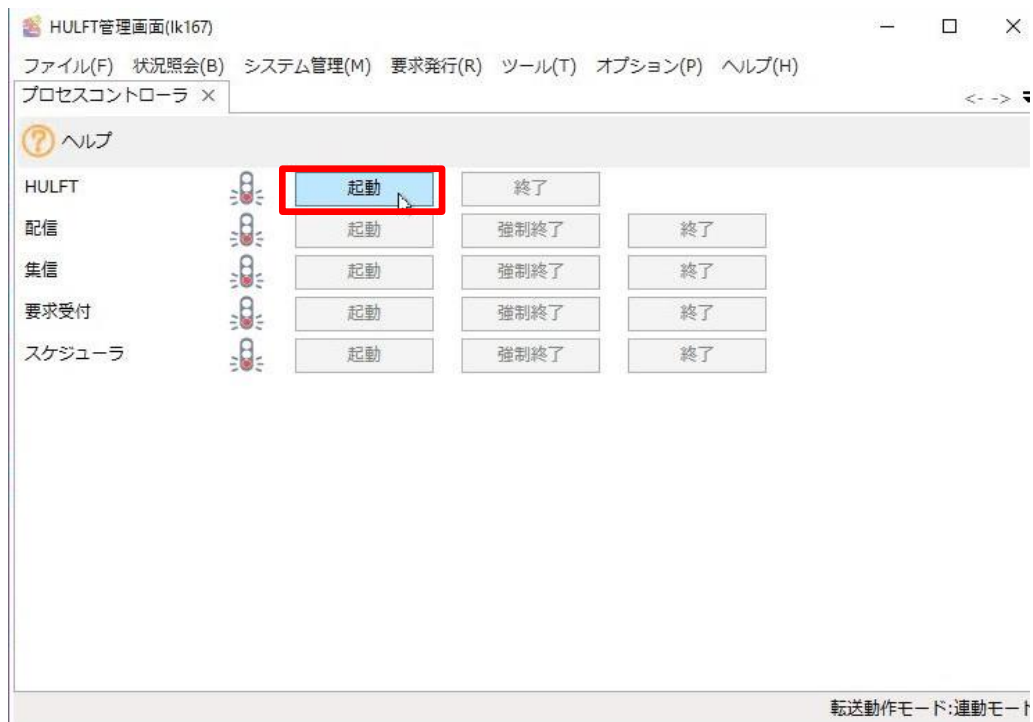 HULFT管理画面(lk167)
ファイル(F) 状況照会(B) システム管理(M) 要求発行(R) ツール(T) オプション(P) ヘルプ(H)
プロセスコントローラ × <- ->
? ヘルプ
HULFT 起動 終了
配信 起動 強制終了 終了
集信 起動 強制終了 終了
要求受付 起動 強制終了 終了
スケジューラ 起動 強制終了 終了
転送動作モード:連動モード